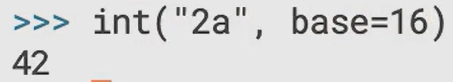 >>> int("2a", base=16)
42